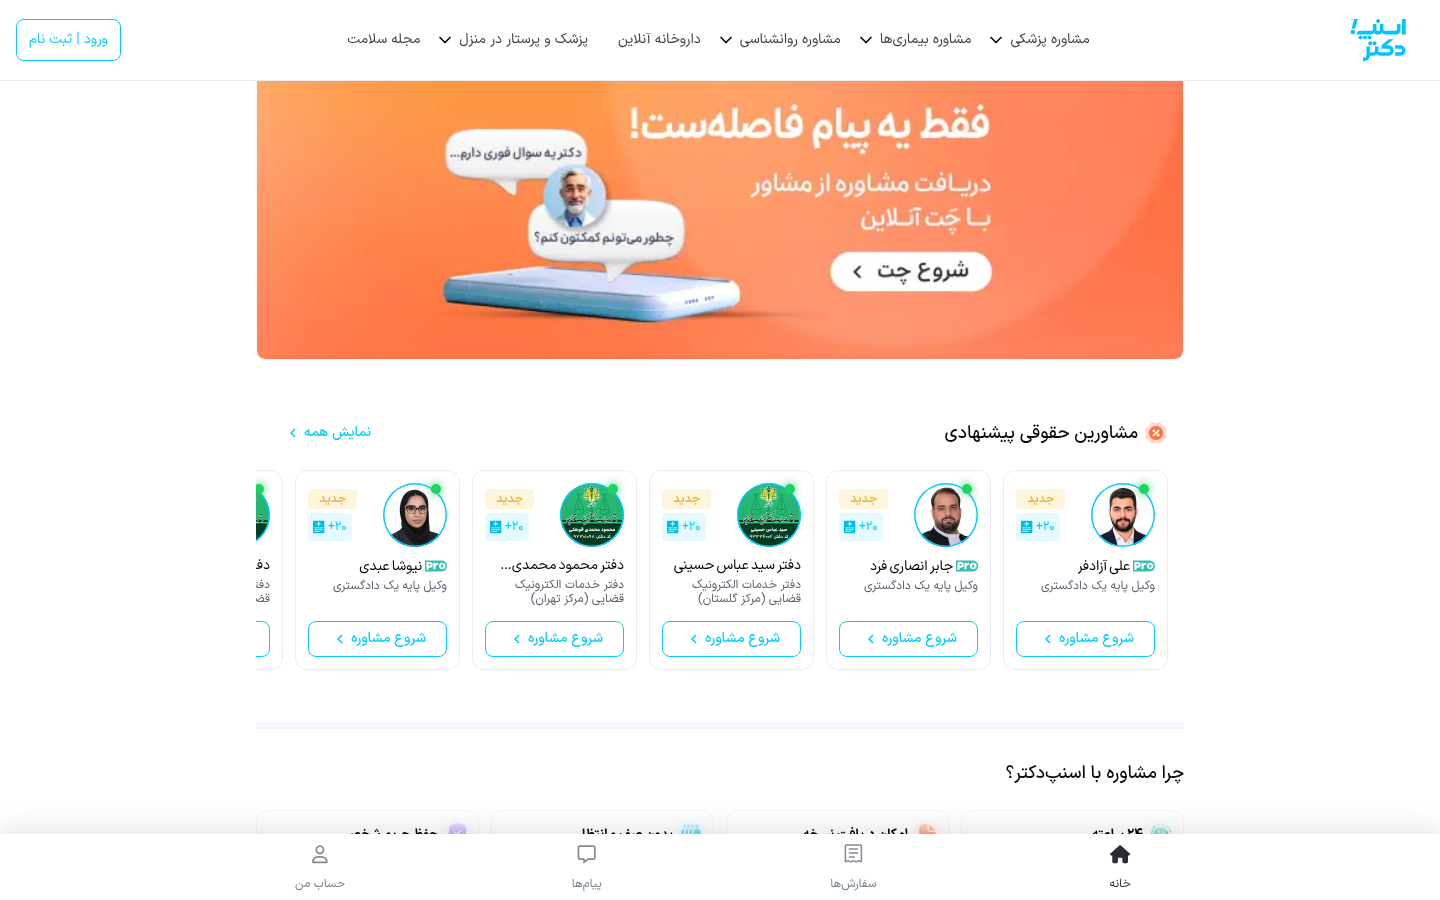 اسنپ!
دکتر
مشاوره پزشکی
مشاوره بیماری‌ها
مشاوره روانشناسی
داروخانه آنلاین
پزشک و پرستار در منزل
مجله سلامت
ورود | ثبت نام
فقط یه پیام فاصله‌ست!
دریافت مشاوره از مشاور
با چَت آنلاین
شروع چت
دکتر یه سوال فوری دارم...
چطور می‌تونم کمکتون کنم؟
مشاورین حقوقی پیشنهادی
نمایش همه
جدید
۲۰+
PRO علی آزادفر
وکیل پایه یک دادگستری
شروع مشاوره
جدید
۲۰+
PRO جابر انصاری فرد
وکیل پایه یک دادگستری
شروع مشاوره
جدید
۲۰+
سید عباس حسینی
دفتر سید عباس حسینی
دفتر خدمات الکترونیک
قضایی (مرکز گلستان)
شروع مشاوره
جدید
۲۰+
دفتر محمود محمدی...
دفتر خدمات الکترونیک
قضایی (مرکز تهران)
شروع مشاوره
جدید
۲۰+
PRO نیوشا عبدی
وکیل پایه یک دادگستری
شروع مشاوره
چرا مشاوره با اسنپ‌دکتر؟
خانه
سفارش‌ها
پیام‌ها
حساب من